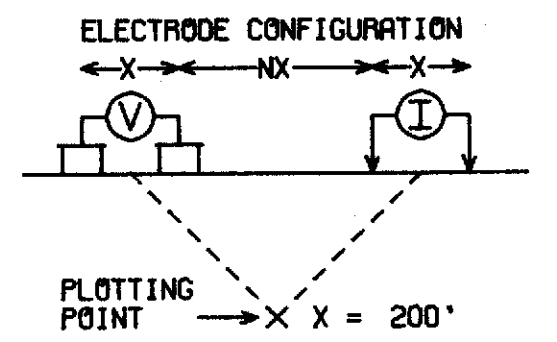 ELECTRODE CONFIGURATION
X NX X
V I
PLOTTING
POINT X X = 200'